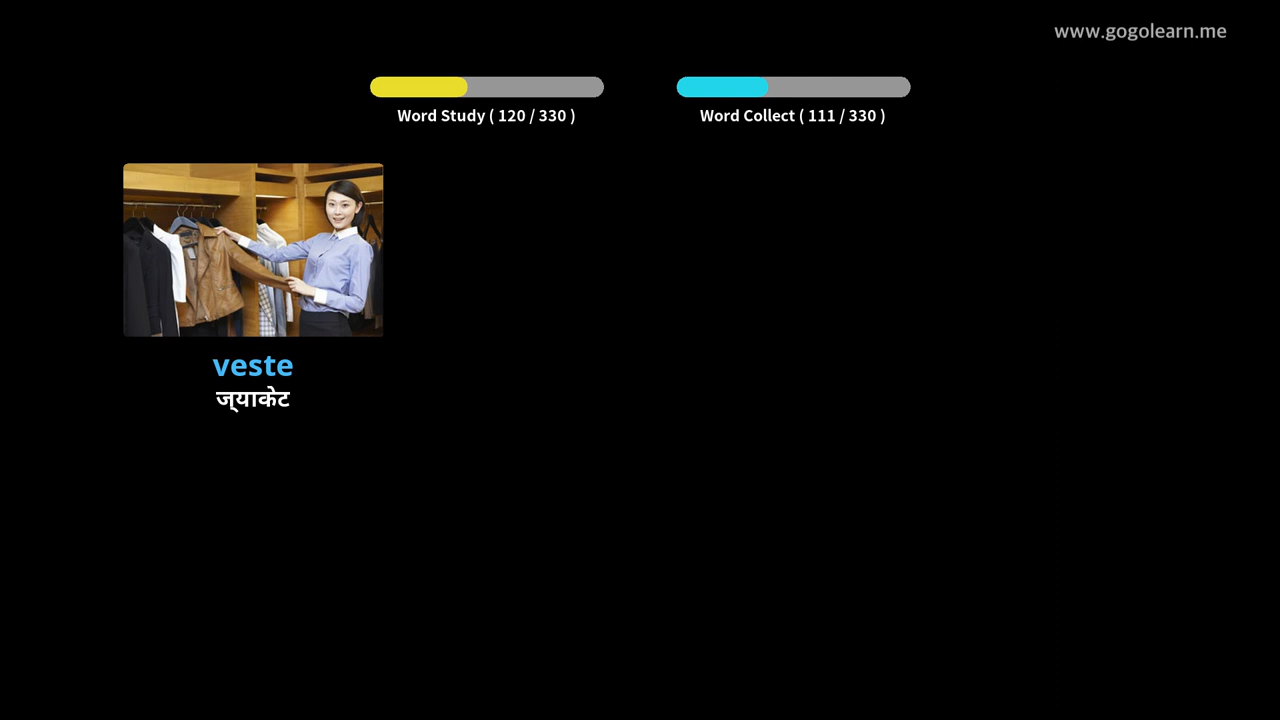 www.gogolearn.me
Word Study ( 120 / 330 )
Word Collect ( 111 / 330 )
veste
ज्याकेट